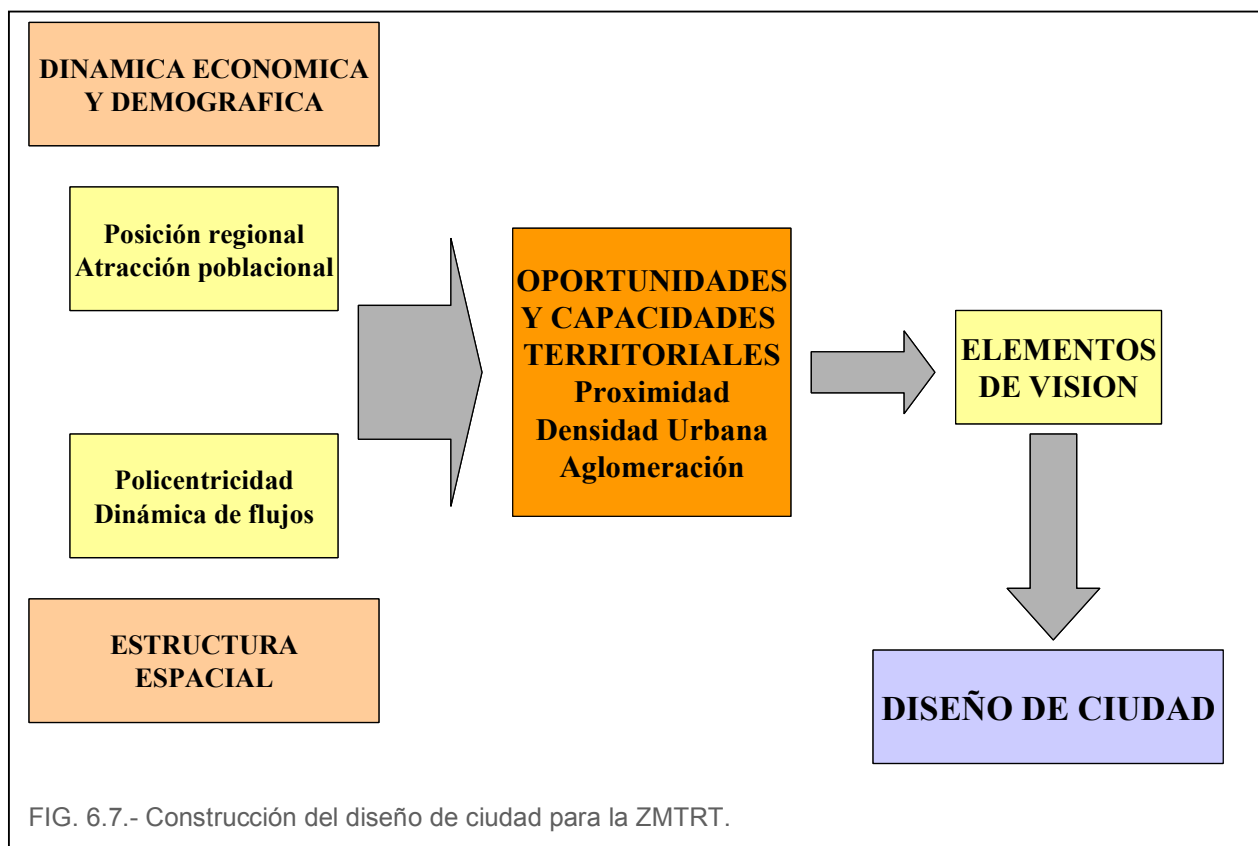 DINAMICA ECONOMICA
Y DEMOGRAFICA
Posición regional
Atracción poblacional
Policentricidad
Dinámica de flujos
ESTRUCTURA
ESPACIAL
OPORTUNIDADES
Y CAPACIDADES
TERRITORIALES
Proximidad
Densidad Urbana
Aglomeración
ELEMENTOS
DE VISION
DISEÑO DE CIUDAD
FIG. 6.7.- Construcción del diseño de ciudad para la ZMTRT.